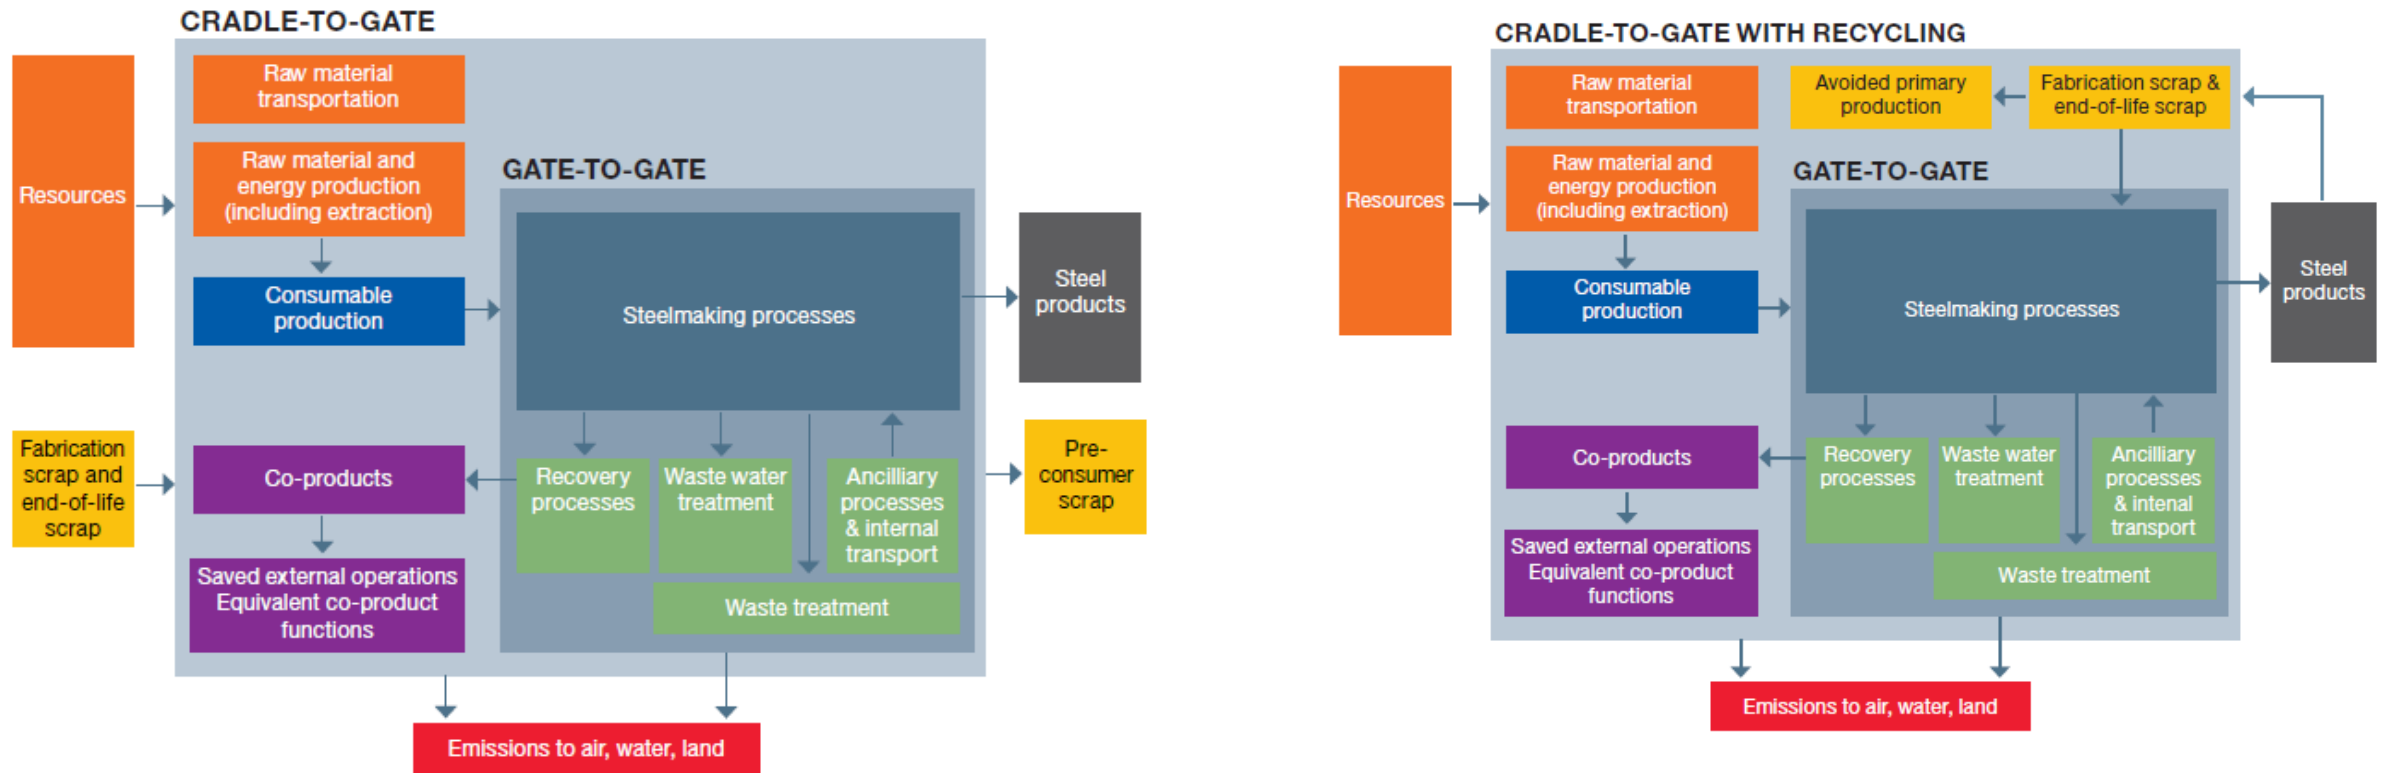 CRADLE-TO-GATE
Resources
Raw material
transportation
Raw material and
energy production
(including extraction)
Consumable
production
GATE-TO-GATE
Steelmaking processes
Steel
products
Fabrication
scrap and
end-of-life
scrap
Co-products
Saved external operations
Equivalent co-product
functions
Recovery
processes
Waste water
treatment
Ancilliary
processes
& internal
transport
Waste treatment
Pre-
consumer
scrap
Emissions to air, water, land
CRADLE-TO-GATE WITH RECYCLING
Resources
Raw material
transportation
Avoided primary
production
Fabrication scrap &
end-of-life scrap
Raw material and
energy production
(including extraction)
Consumable
production
GATE-TO-GATE
Steelmaking processes
Steel
products
Co-products
Saved external operations
Equivalent co-product
functions
Recovery
processes
Waste water
treatment
Ancilliary
processes
& intenal
transport
Waste treatment
Emissions to air, water, land